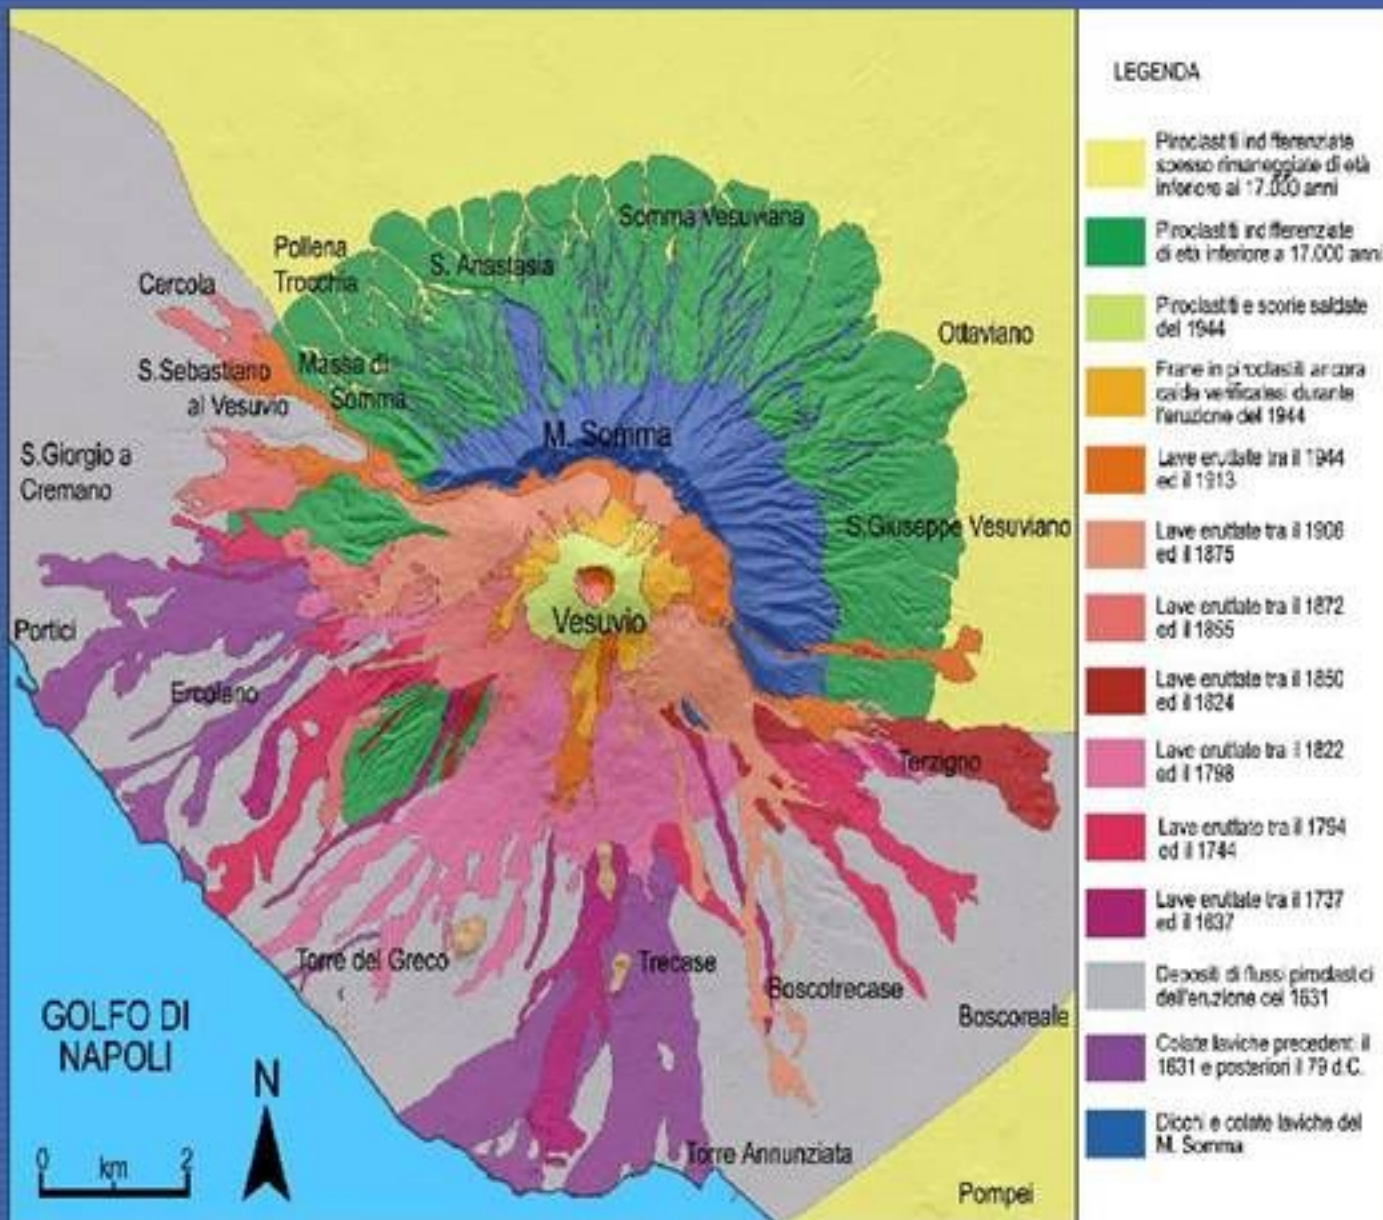 LEGENDA
Piroclastiti indifferenziate
spesso rimaneggiate di età
inferiore ai 17.000 anni
Piroclastiti indifferenziate
di età inferiore a 17.000 anni
Piroclastiti e scorie saldate
del 1944
Frane in piroclastiti ancora
calde verificatesi durante
l'eruzione del 1944
Lave eruttate tra il 1944
ed il 1913
Lave eruttate tra il 1906
ed il 1875
Lave eruttate tra il 1872
ed il 1855
Lave eruttate tra il 1850
ed il 1824
Lave eruttate tra il 1822
ed il 1798
Lave eruttate tra il 1794
ed il 1744
Lave eruttate tra il 1737
ed il 1637
Depositi di flussi piroclastici
dell'eruzione del 1631
Colate laviche precedenti il
1631 e posteriori il 79 d.C.
Dicchi e colate laviche del
M. Somma
Somma Vesuviana
Pollena
Trocchia
S. Anastasia
Cercola
Ottaviano
Massa di
Somma
S.Sebastiano
al Vesuvio
M. Somma
S.Giorgio a
Cremano
S.Giuseppe Vesuviano
Vesuvio
Portici
Ercolano
Terzigno
Torre del Greco
Trecase
Boscotrecase
Boscoreale
GOLFO DI
NAPOLI
N
0 km 2
Torre Annunziata
Pompei